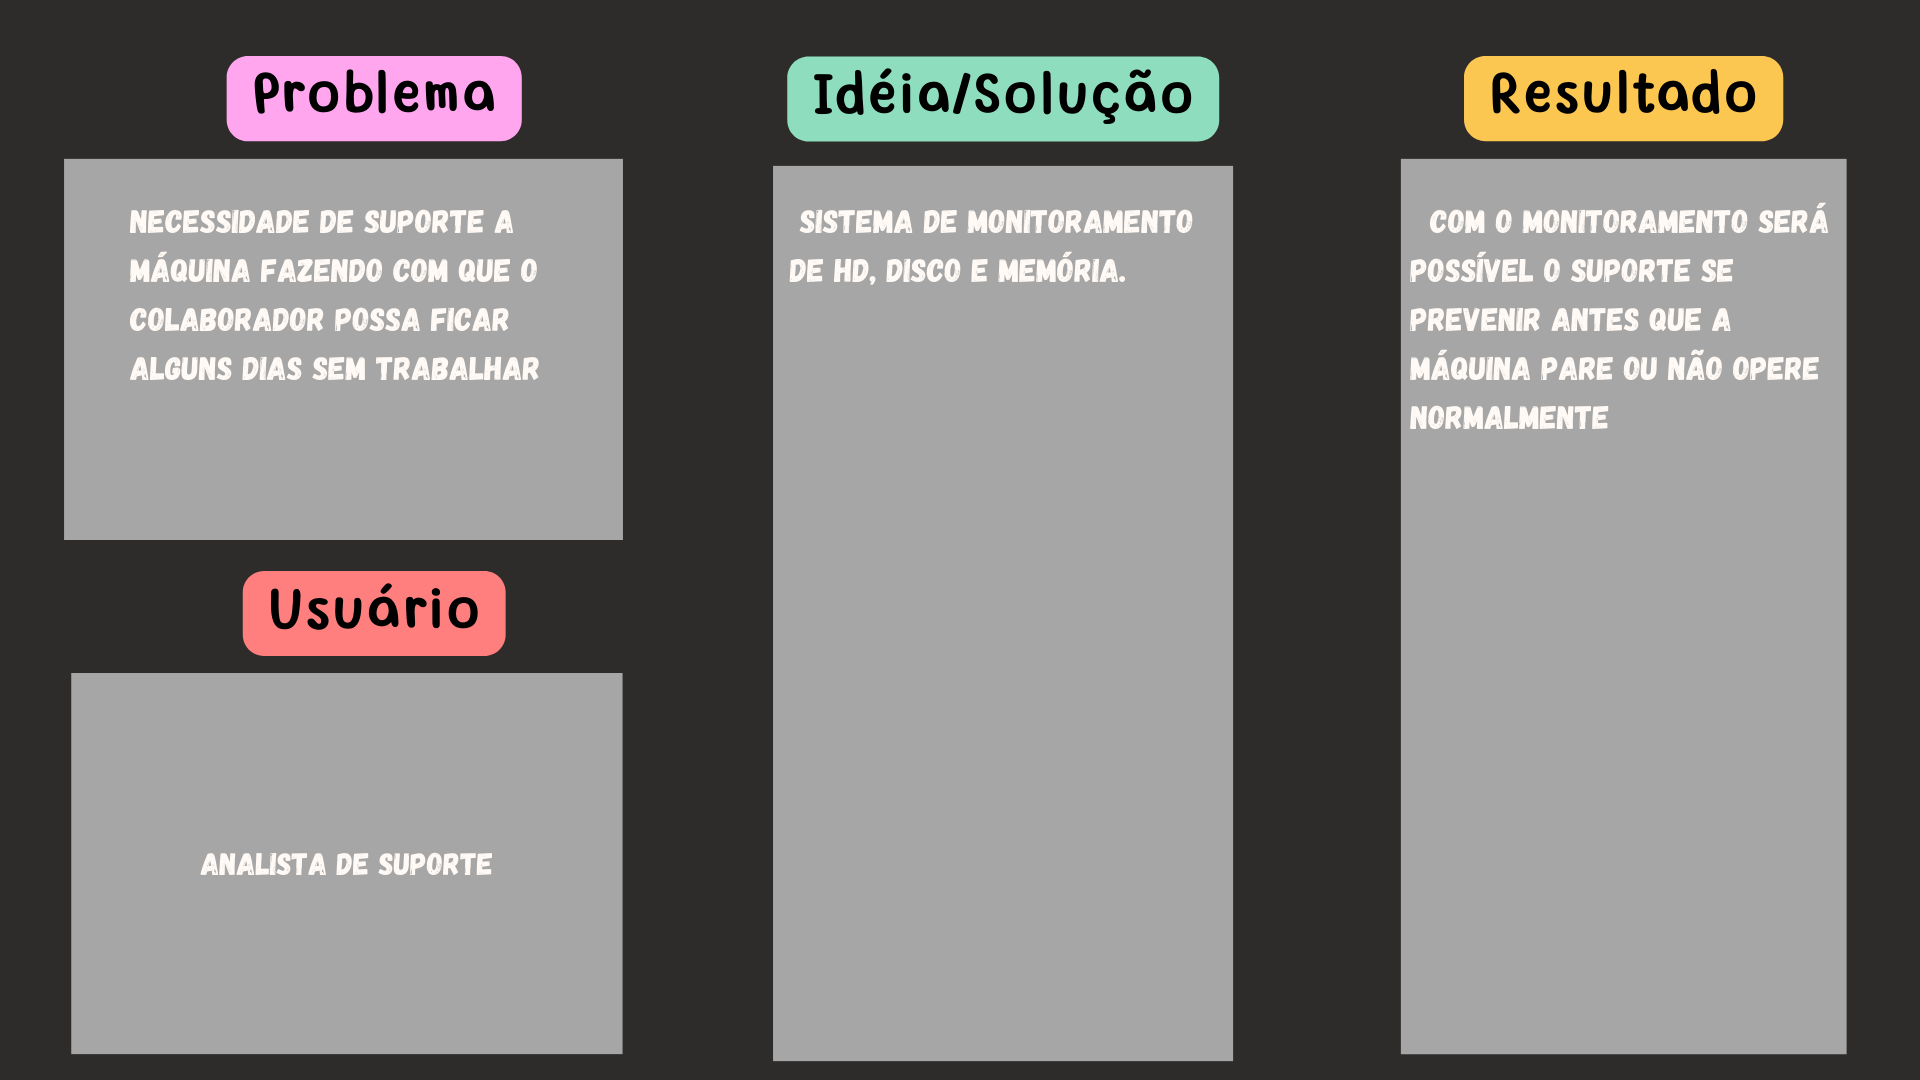 Problema
NECESSIDADE DE SUPORTE A
MÁQUINA FAZENDO COM QUE O
COLABORADOR POSSA FICAR
ALGUNS DIAS SEM TRABALHAR
Usuário
ANALISTA DE SUPORTE
Idéia/Solução
SISTEMA DE MONITORAMENTO
DE HD, DISCO E MEMÓRIA.
Resultado
COM O MONITORAMENTO SERÁ
POSSÍVEL O SUPORTE SE
PREVENIR ANTES QUE A
MÁQUINA PARE OU NÃO OPERE
NORMALMENTE